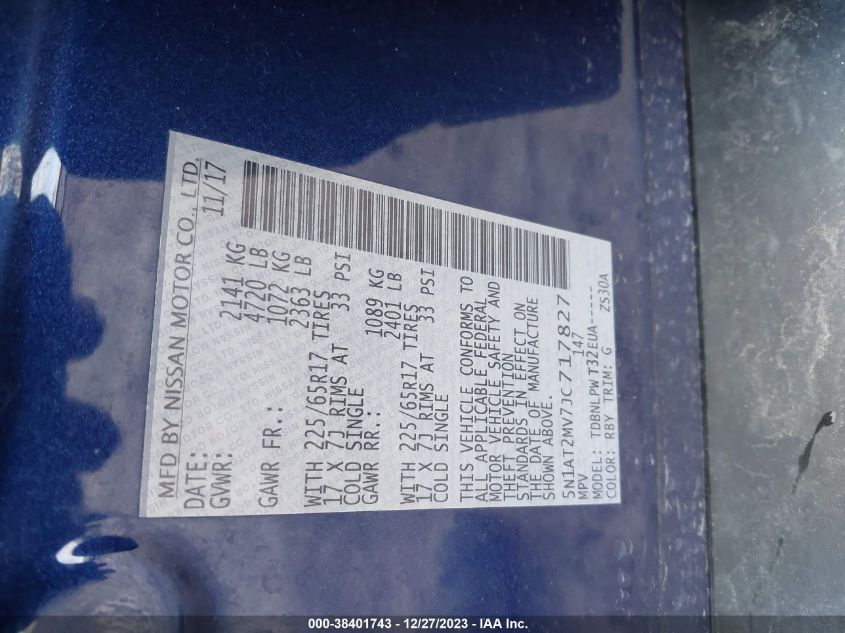 MFD BY NISSAN MOTOR CO., LTD.
DATE: 11/17
GVWR: 2141 KG
4720 LB
GAWR FR.: 1072 KG
2363 LB
WITH 225/65R17 TIRES
17 X 7J RIMS AT 33 PSI
COLD SINGLE
GAWR RR.: 1089 KG
2401 LB
WITH 225/65R17 TIRES
17 X 7J RIMS AT 33 PSI
COLD SINGLE
THIS VEHICLE CONFORMS TO
ALL APPLICABLE FEDERAL
MOTOR VEHICLE SAFETY AND
THEFT PREVENTION
STANDARDS IN EFFECT ON
THE DATE OF MANUFACTURE
SHOWN ABOVE.
5N1AT2MV7JC717827
MPV 147
MODEL: TDBNLPWT32EUA-----
COLOR: RBY TRIM: G ZS30A
000-38401743 - 12/27/2023 - IAA Inc.